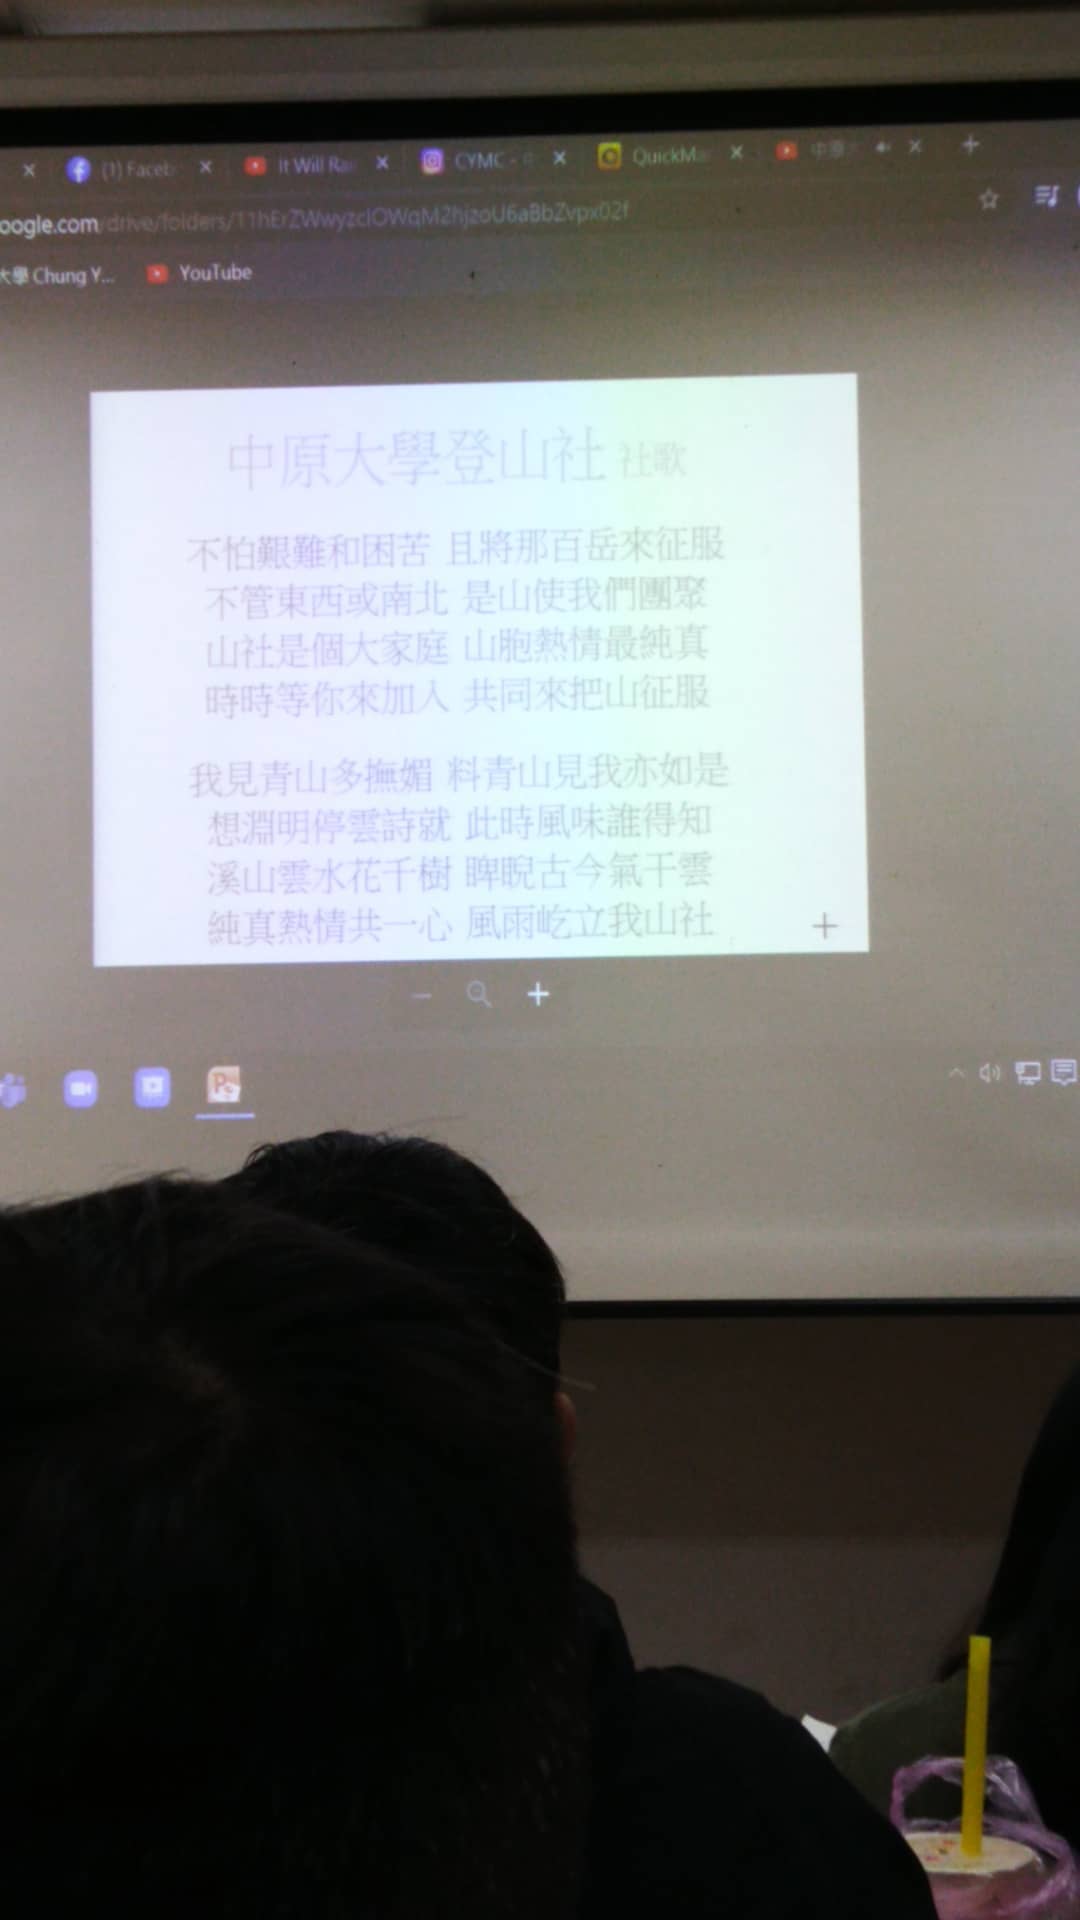 (1) Faceb
It Will Ra
CYMC -
QuickMa
中原
oogle.com/drive/folders/11hErZWwyzclOWqM2hjzoU6aBbZvpx02f
大學 Chung Y...
YouTube
中原大學登山社 社歌
不怕艱難和困苦 且將那百岳來征服
不管東西或南北 是山使我們團聚
山社是個大家庭 山胞熱情最純真
時時等你來加入 共同來把山征服
我見青山多撫媚 料青山見我亦如是
想淵明停雲詩就 此時風味誰得知
溪山雲水花千樹 睥睨古今氣干雲
純真熱情共一心 風雨屹立我山社